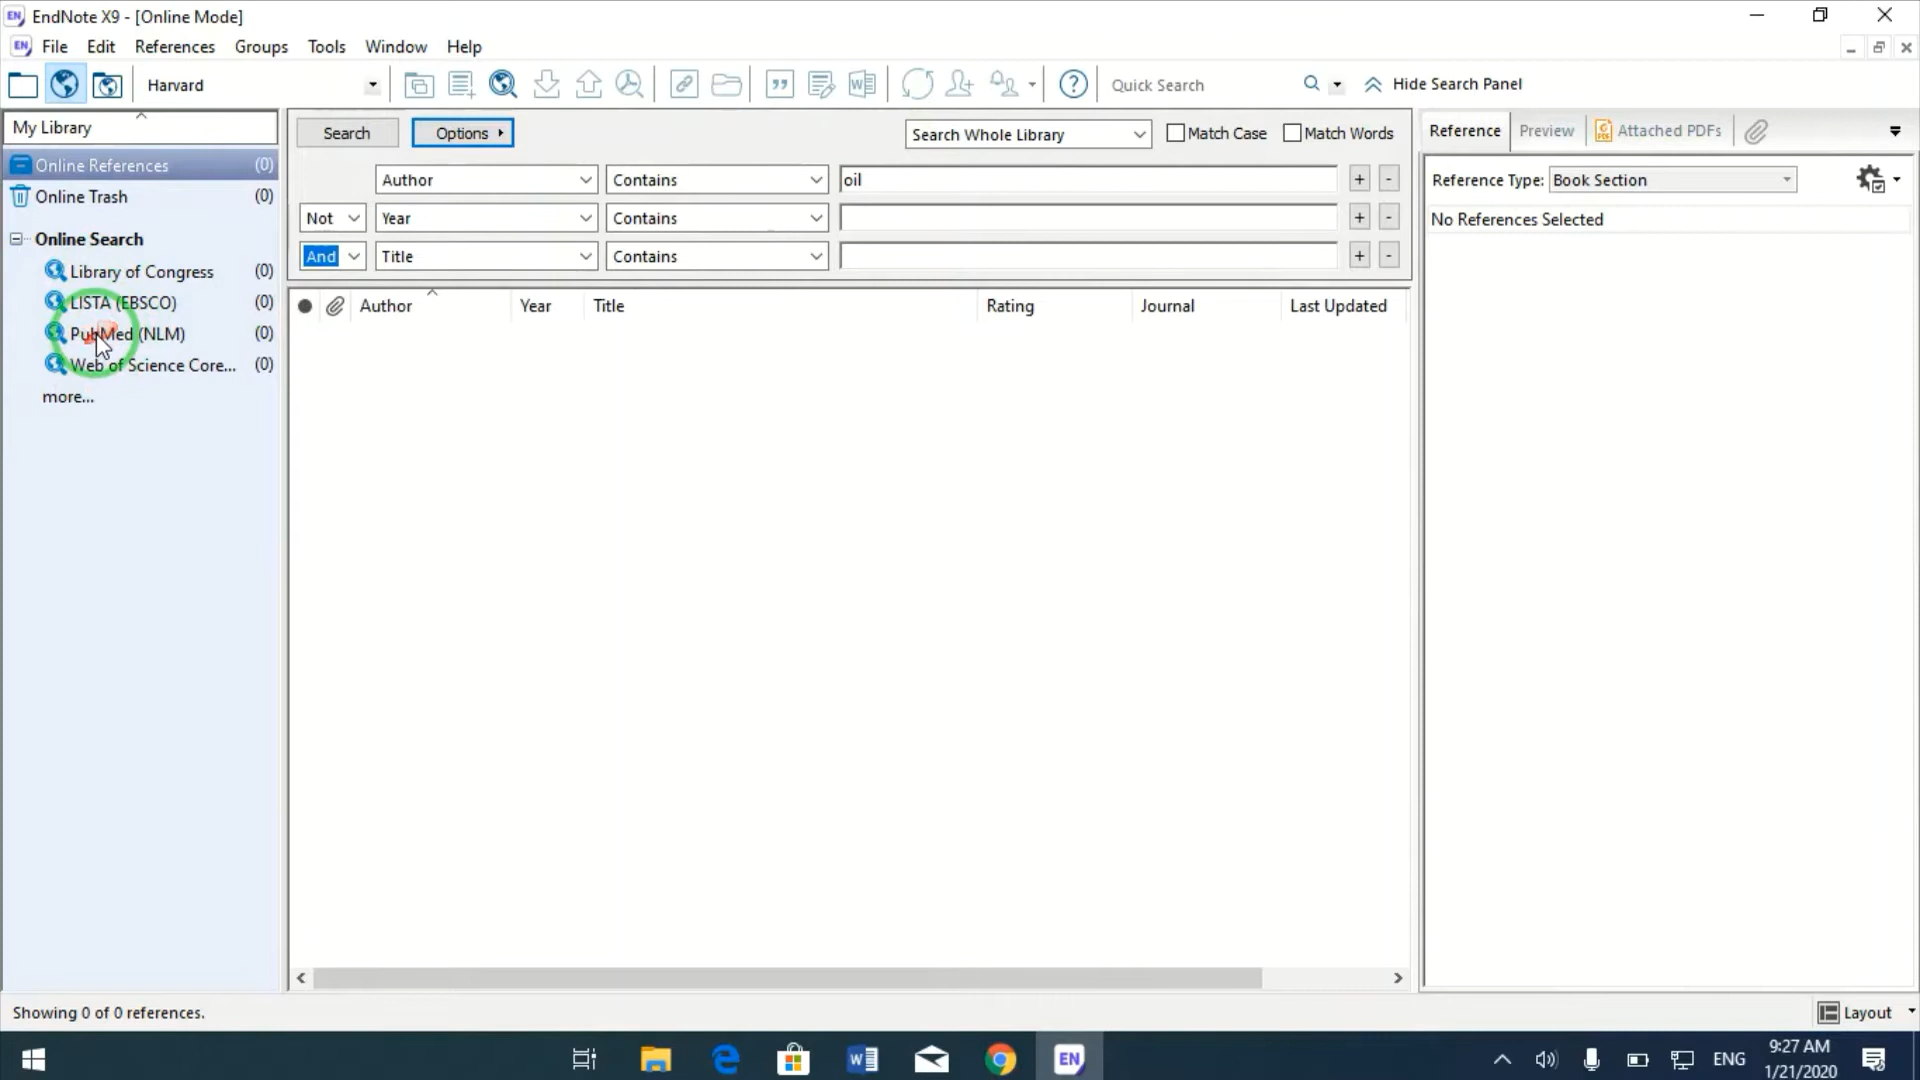 EN EndNote X9 - [Online Mode]
EN File Edit References Groups Tools Window Help
Harvard Quick Search Hide Search Panel
My Library
Online References (0)
Online Trash (0)
Online Search
Library of Congress (0)
LISTA (EBSCO) (0)
PubMed (NLM) (0)
Web of Science Core... (0)
more...
Search Options Search Whole Library Match Case Match Words
Author Contains oil + -
Not Year Contains + -
And Title Contains + -
Author Year Title Rating Journal Last Updated
Reference Preview Attached PDFs
Reference Type: Book Section
No References Selected
Showing 0 of 0 references.
Layout
EN
ENG
9:27 AM
1/21/2020